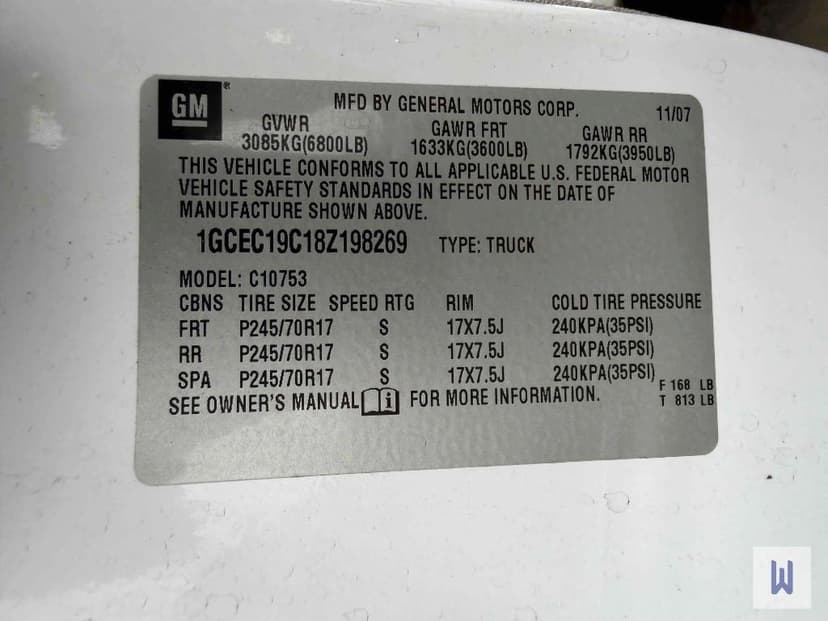 GM®
MFD BY GENERAL MOTORS CORP. 11/07
GVWR GAWR FRT GAWR RR
3085KG(6800LB) 1633KG(3600LB) 1792KG(3950LB)
THIS VEHICLE CONFORMS TO ALL APPLICABLE U.S. FEDERAL MOTOR
VEHICLE SAFETY STANDARDS IN EFFECT ON THE DATE OF
MANUFACTURE SHOWN ABOVE.
1GCEC19C18Z198269 TYPE: TRUCK
MODEL: C10753
CBNS TIRE SIZE SPEED RTG RIM COLD TIRE PRESSURE
FRT P245/70R17 S 17X7.5J 240KPA(35PSI)
RR P245/70R17 S 17X7.5J 240KPA(35PSI)
SPA P245/70R17 S 17X7.5J 240KPA(35PSI)
F 168 LB
SEE OWNER'S MANUAL i FOR MORE INFORMATION.
T 813 LB
W